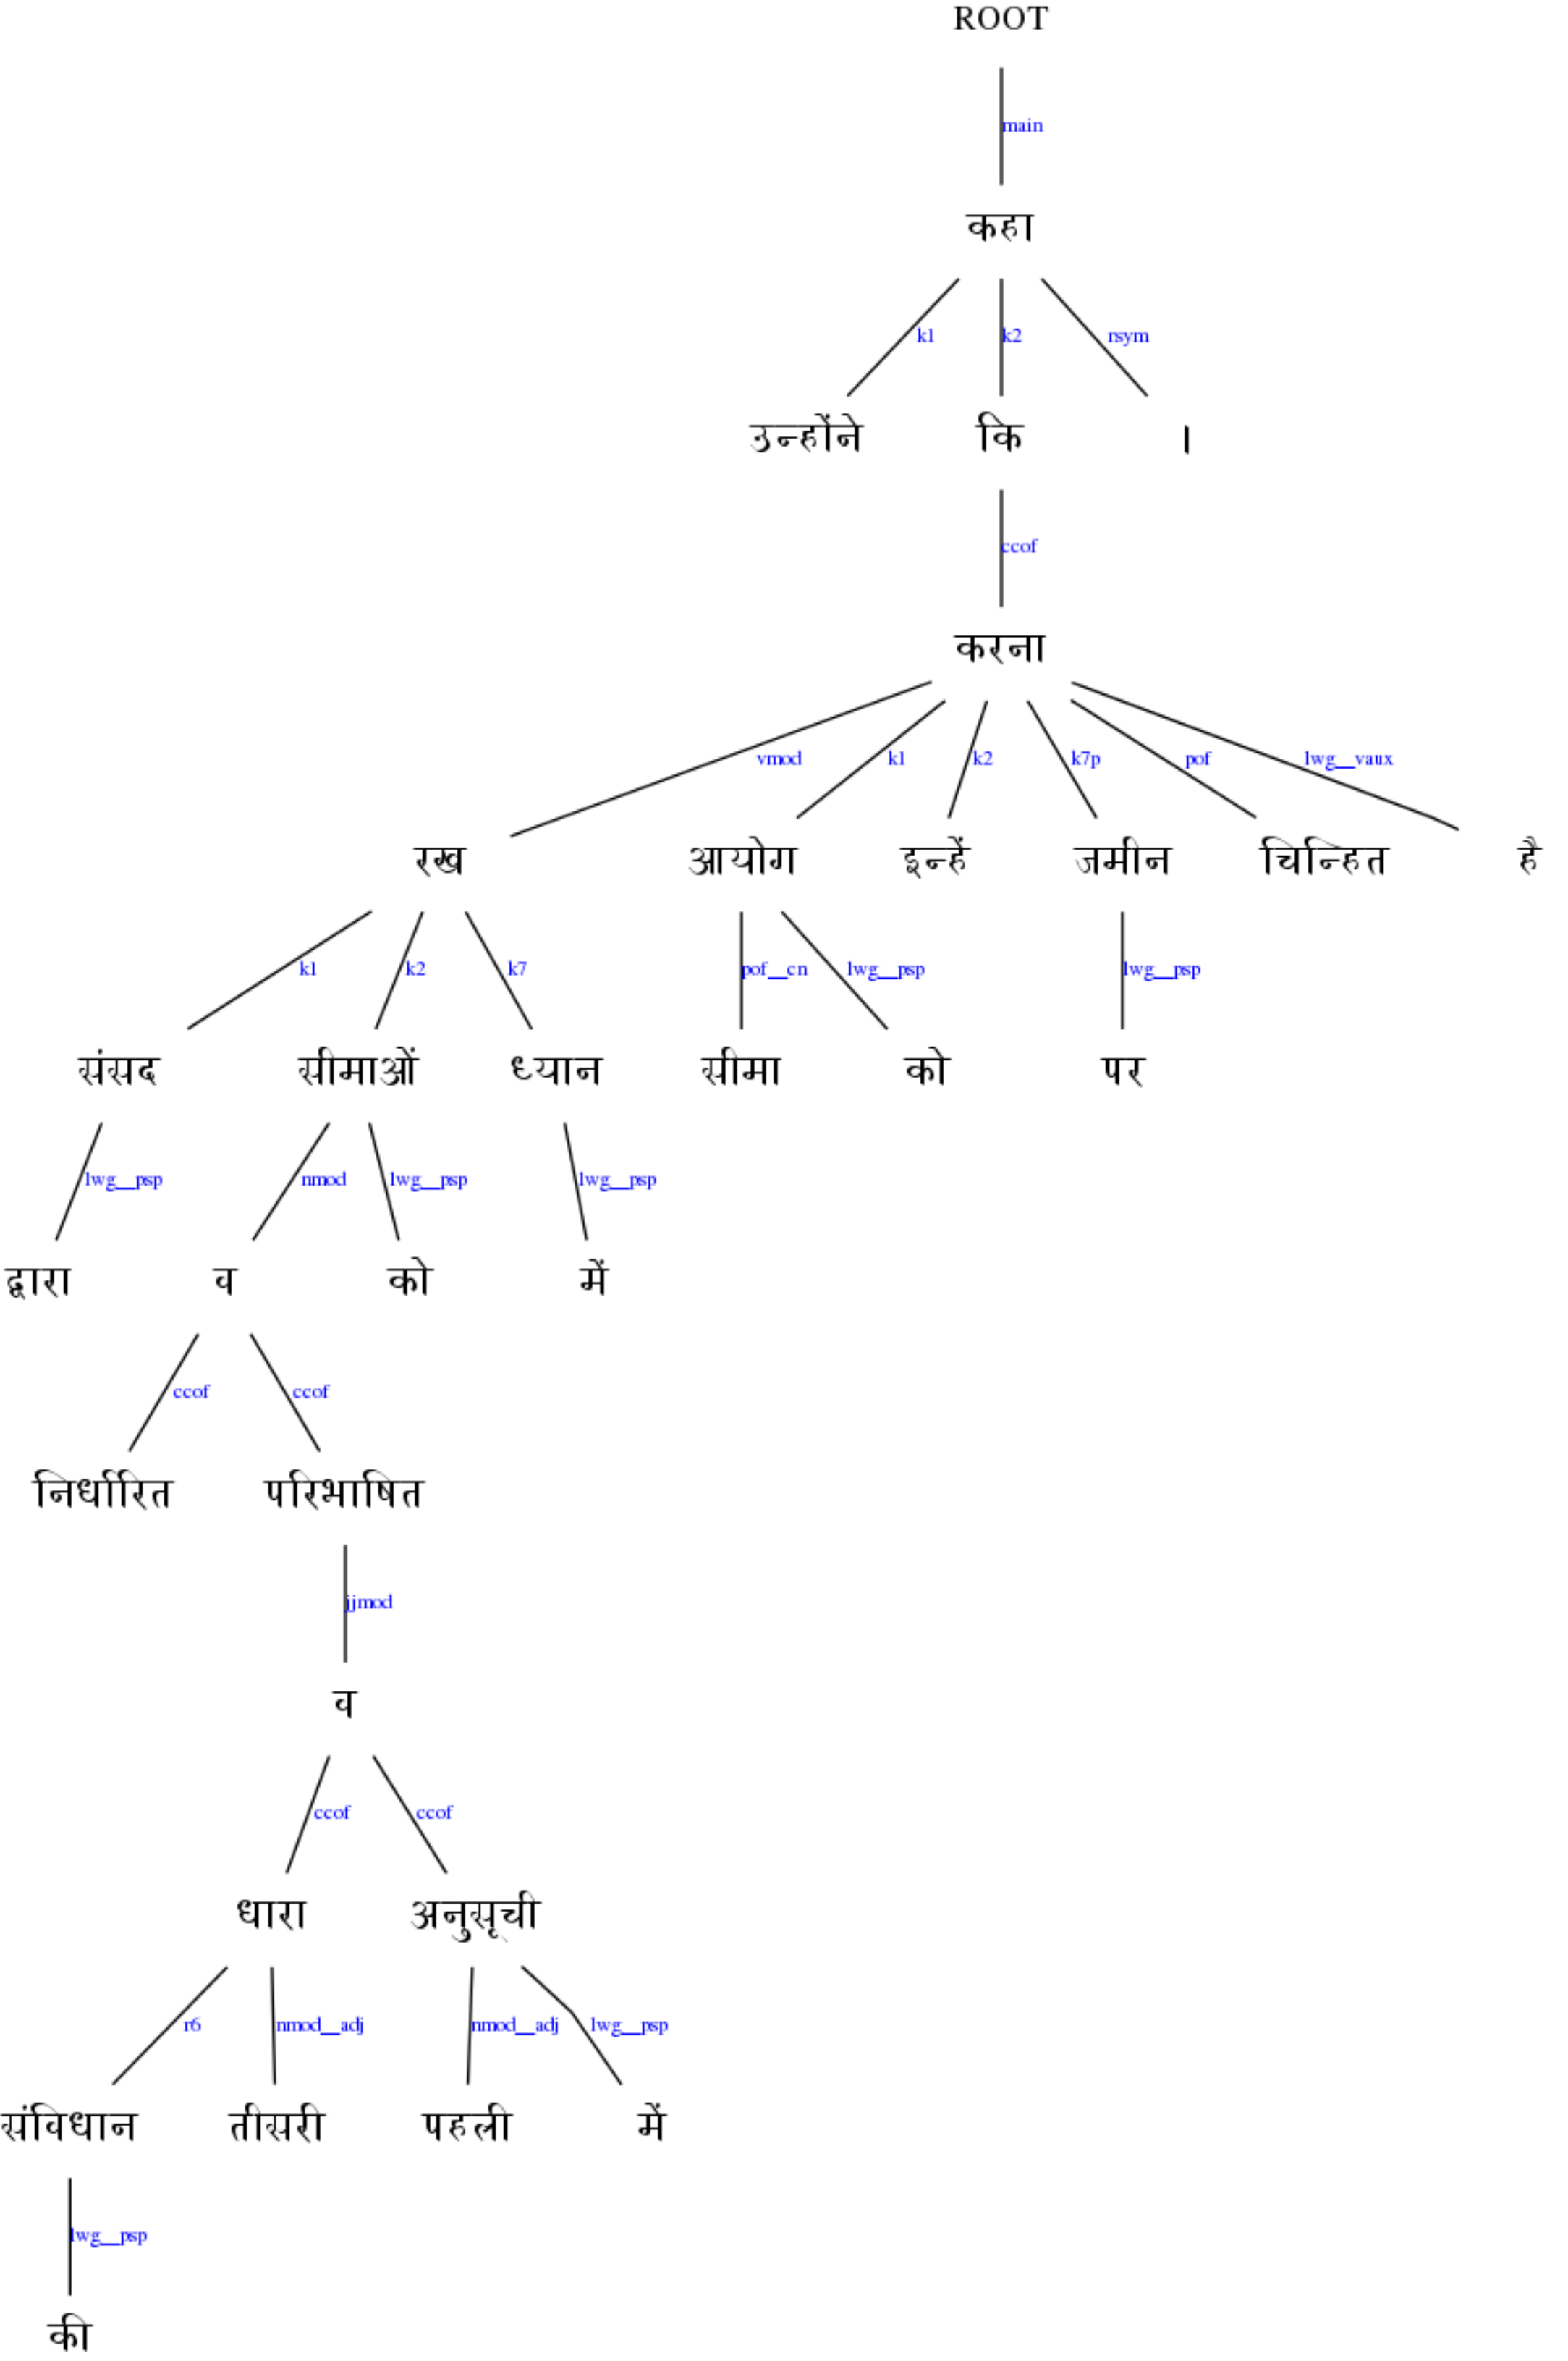 ROOT
main
कहा
k1 k2 rsym
उन्होंने कि ।
ccof
करना
vmod k1 k2 k7p pof lwg__vaux
रख आयोग इन्हें जमीन चिन्हित है
k1 k2 k7 pof__cn lwg__psp lwg__psp
संसद सीमाओं ध्यान सीमा को पर
lwg__psp nmod lwg__psp lwg__psp
द्वारा व को में
ccof ccof
निर्धारित परिभाषित
jjmod
व
ccof ccof
धारा अनुसूची
r6 nmod__adj nmod__adj lwg__psp
संविधान तीसरी पहली में
lwg__psp
की